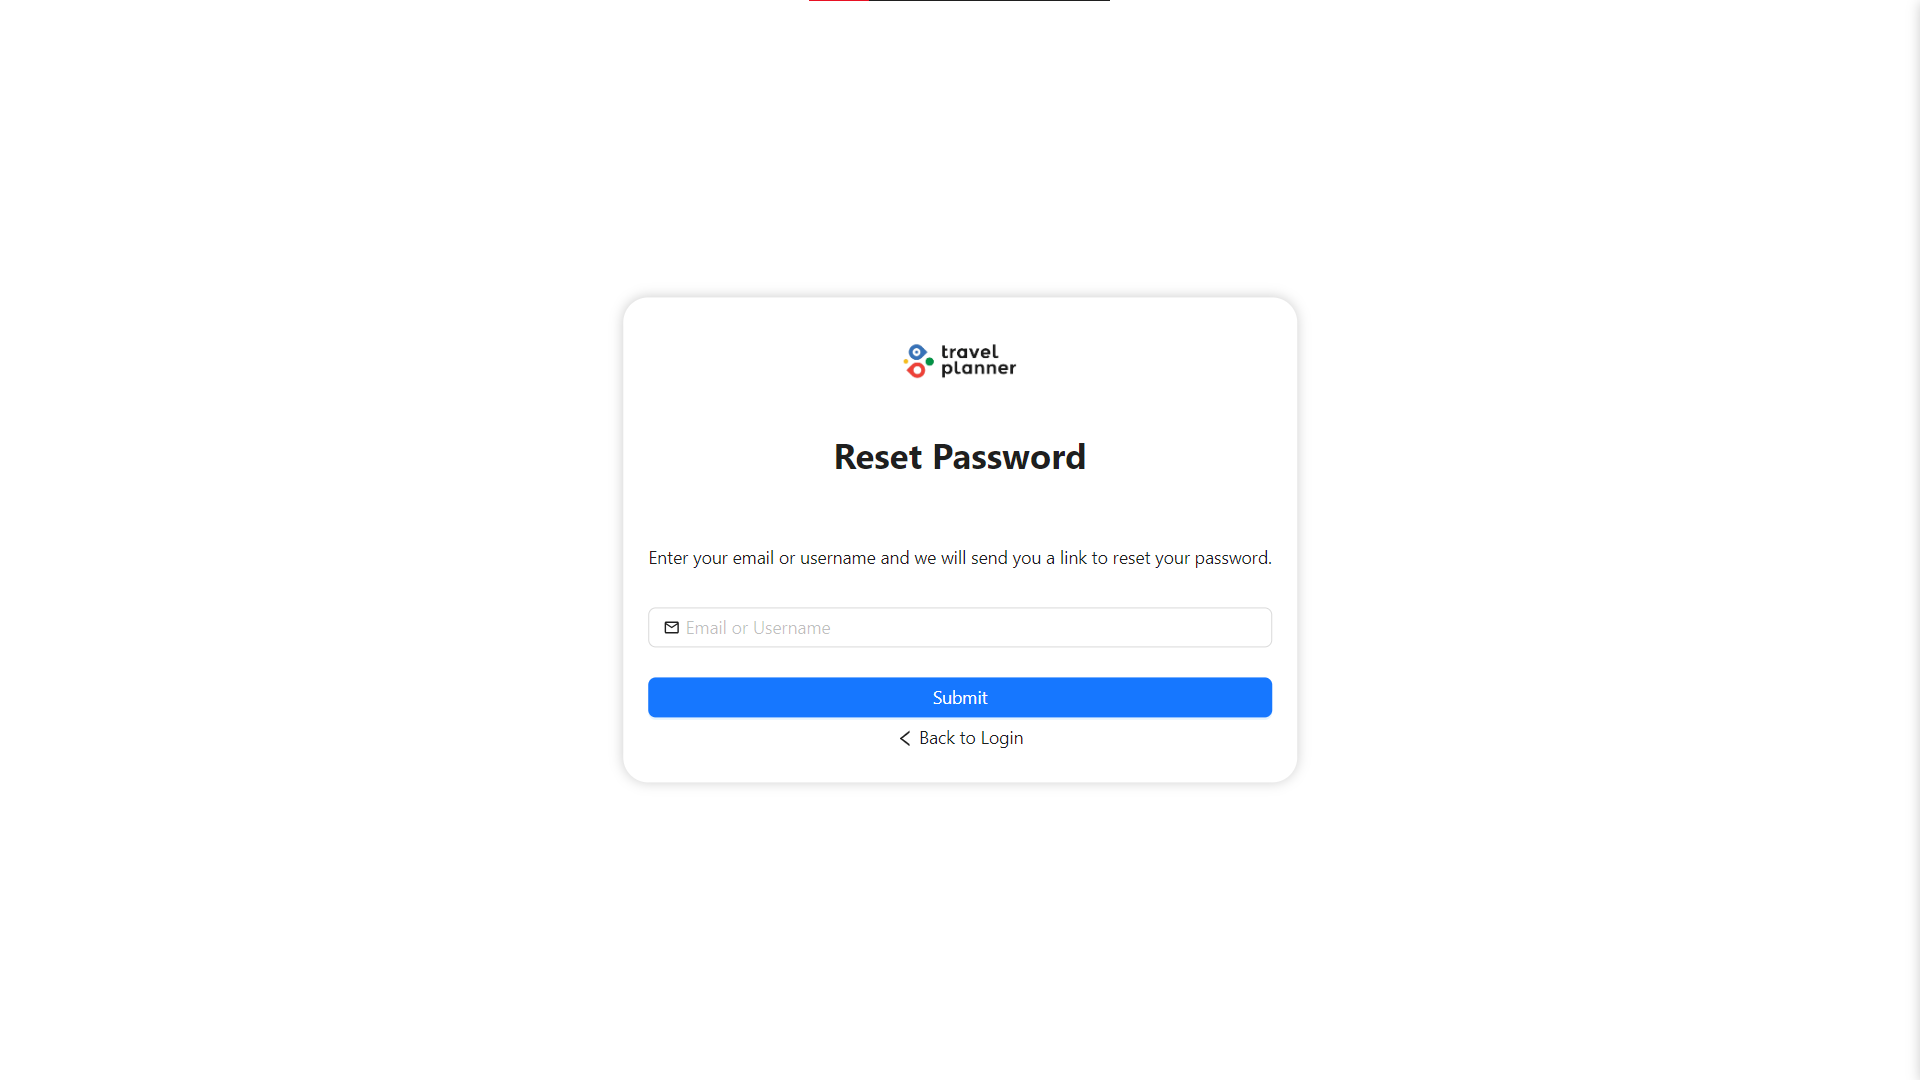 travel
planner
Reset Password
Enter your email or username and we will send you a link to reset your password.
Email or Username
Submit
Back to Login